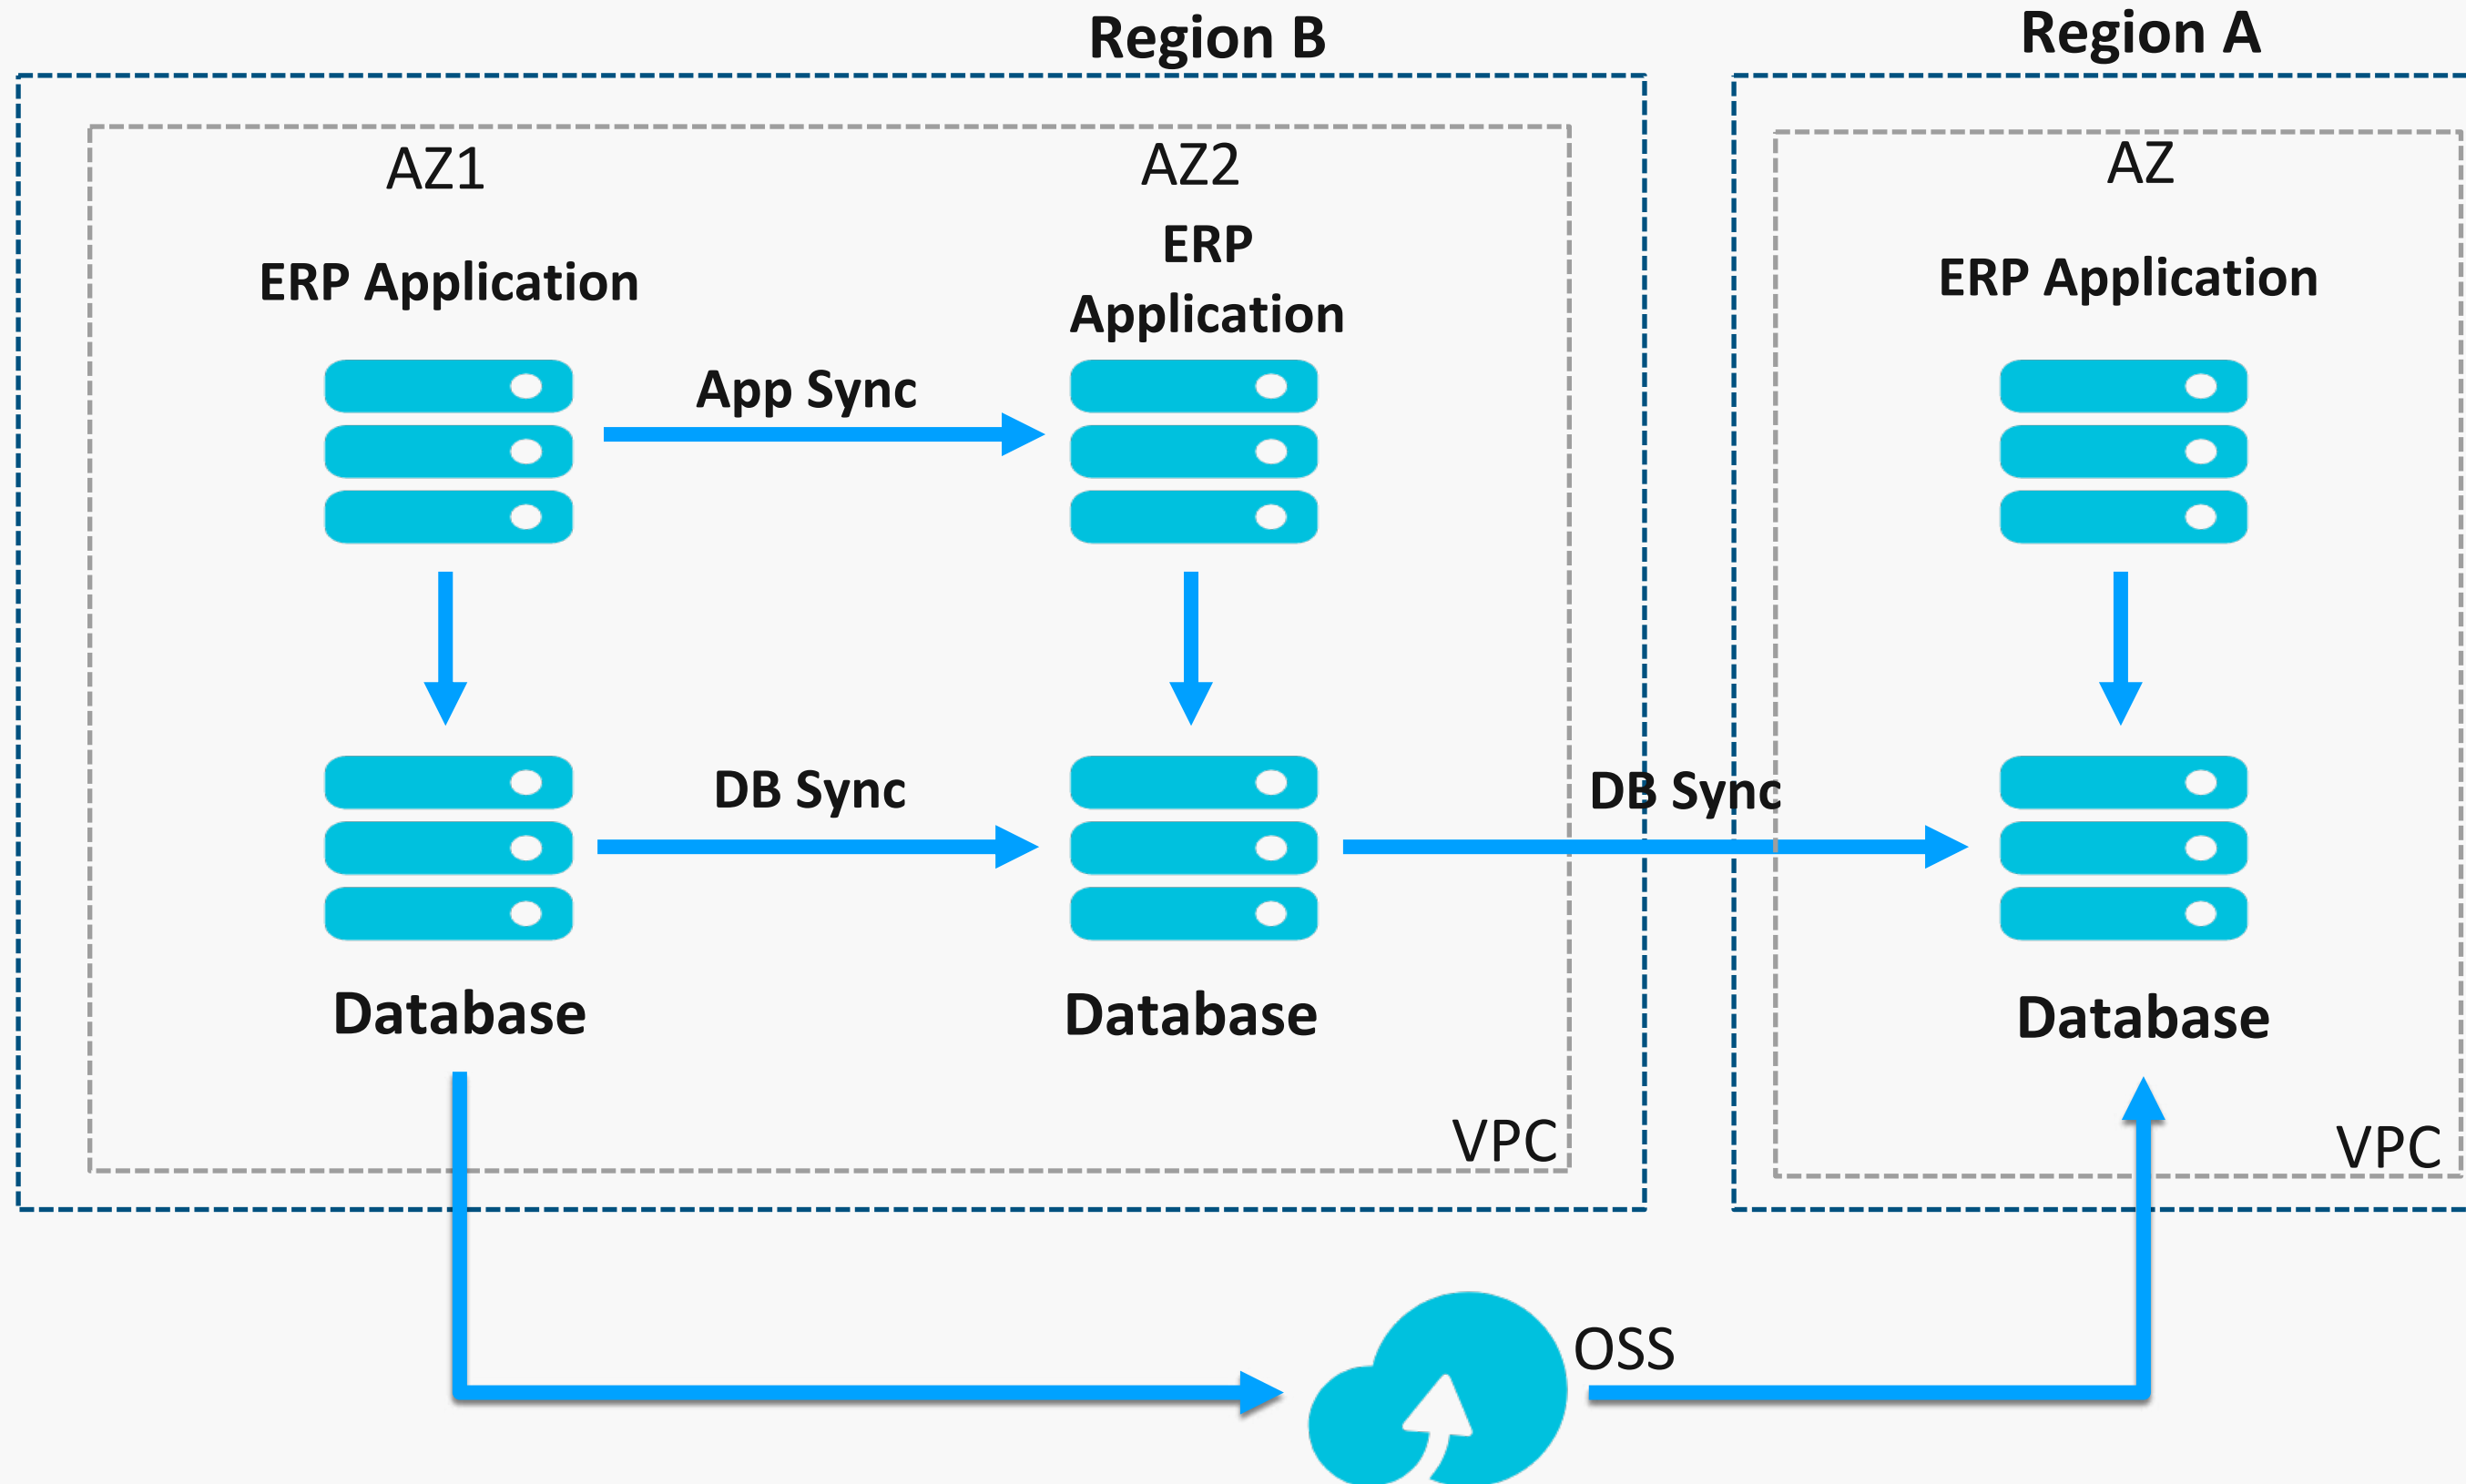 Region B
Region A
AZ1
AZ2
AZ
ERP Application
ERP
Application
ERP Application
App Sync
DB Sync
DB Sync
Database
Database
Database
VPC
VPC
OSS